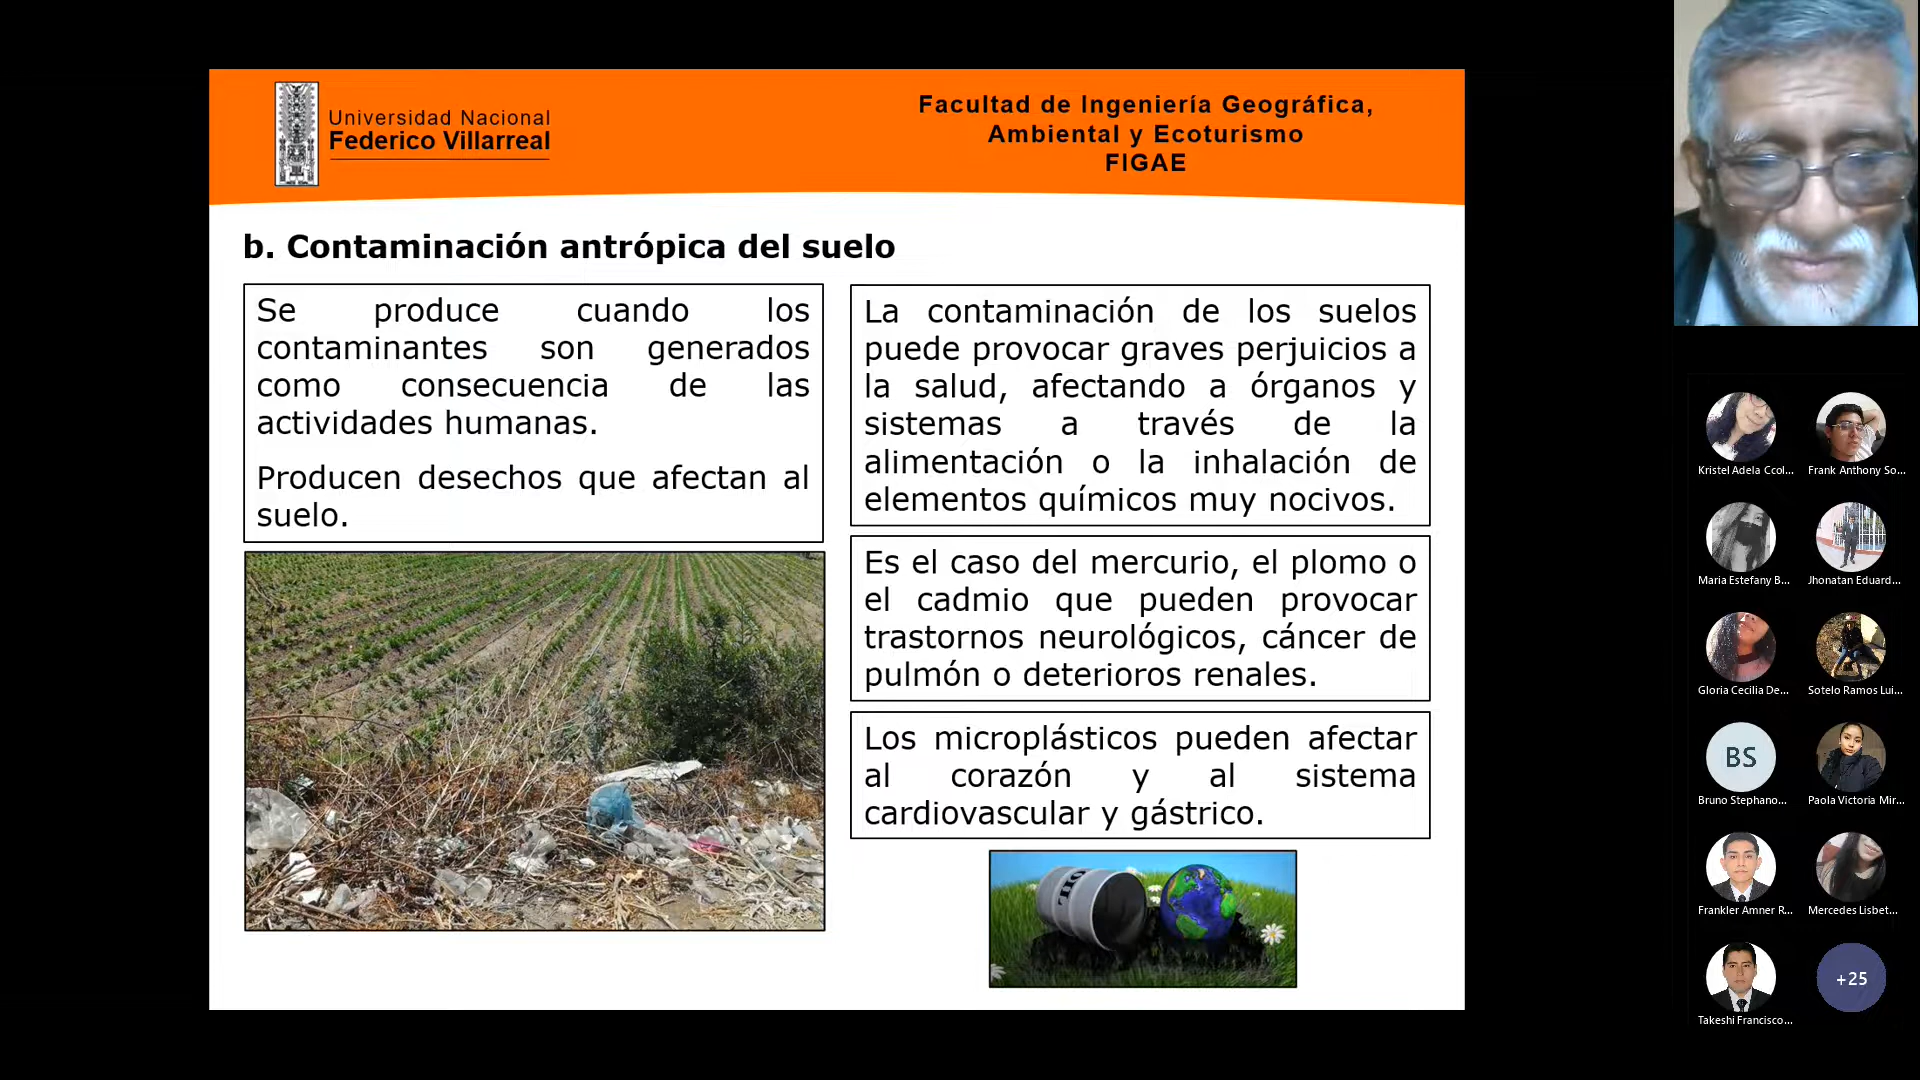 Universidad Nacional
Federico Villarreal
Facultad de Ingeniería Geográfica,
Ambiental y Ecoturismo
FIGAE
b. Contaminación antrópica del suelo
Se produce cuando los
contaminantes son generados
como consecuencia de las
actividades humanas.
Producen desechos que afectan al
suelo.
La contaminación de los suelos
puede provocar graves perjuicios a
la salud, afectando a órganos y
sistemas a través de la
alimentación o la inhalación de
elementos químicos muy nocivos.
Es el caso del mercurio, el plomo o
el cadmio que pueden provocar
trastornos neurológicos, cáncer de
pulmón o deterioros renales.
Los microplásticos pueden afectar
al corazón y al sistema
cardiovascular y gástrico.
OIL
Kristel Adela Ccol...
Frank Anthony So...
Maria Estefany B...
Jhonatan Eduard...
Gloria Cecilia De...
Sotelo Ramos Lui...
BS
Bruno Stephano...
Paola Victoria Mir...
Frankler Amner R...
Mercedes Lisbet...
Takeshi Francisco...
+25